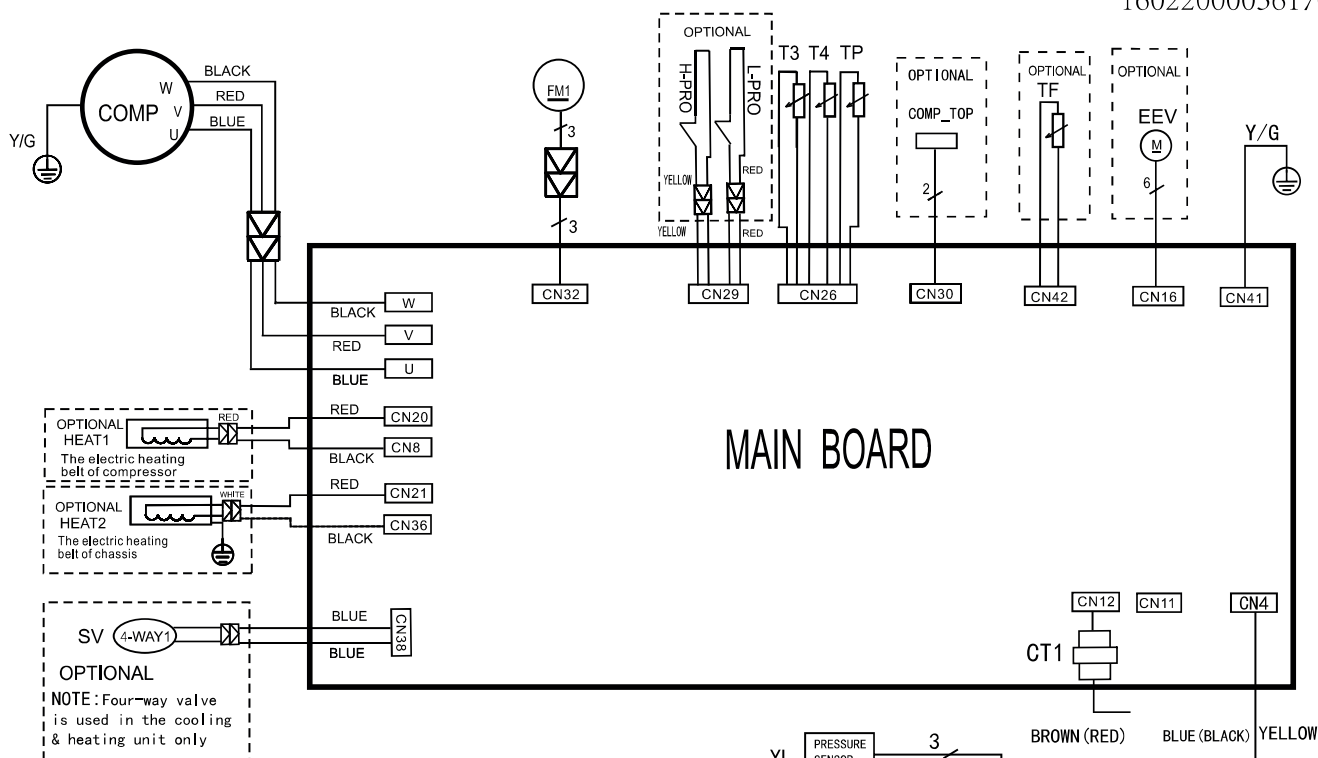 OPTIONAL
T3 T4 TP
H-PRO
L-PRO
YELLOW
RED
YELLOW
RED
BLACK
RED
BLUE
W
V
U
COMP
Y/G
FM1
3
3
OPTIONAL
COMP_TOP
2
OPTIONAL
TF
OPTIONAL
EEV
M
6
Y/G
CN32
CN29
CN26
CN30
CN42
CN16
CN41
BLACK
W
RED
V
BLUE
U
OPTIONAL
HEAT1
RED
The electric heating
belt of compressor
RED
CN20
BLACK
CN8
OPTIONAL
HEAT2
WHITE
The electric heating
belt of chassis
RED
CN21
BLACK
CN36
MAIN BOARD
SV
4-WAY1
OPTIONAL
NOTE:Four-way valve
is used in the cooling
& heating unit only
BLUE
BLUE
CN38
CN12
CN11
CN4
CT1
BROWN(RED)
BLUE(BLACK)
YELLOW
PRESSURE
3